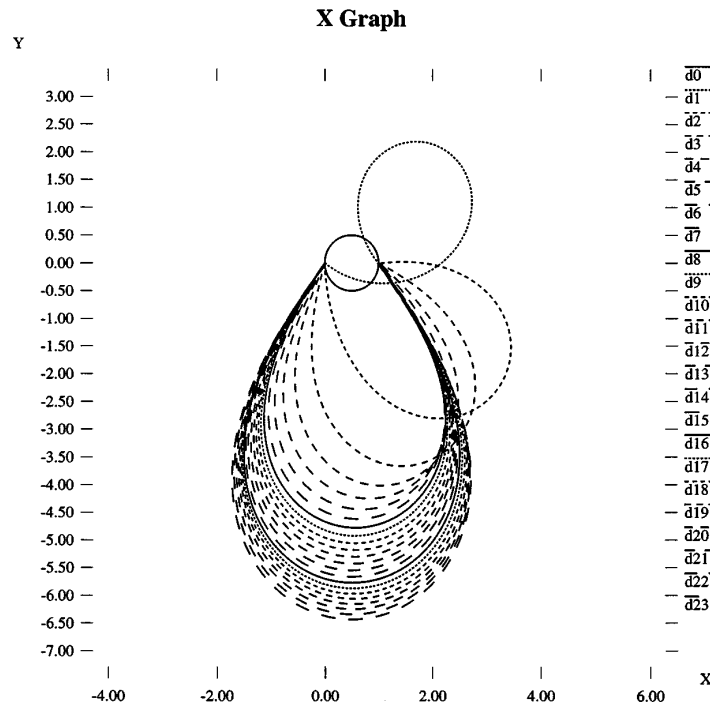 X Graph
Y
3.00
2.50
2.00
1.50
1.00
0.50
0.00
-0.50
-1.00
-1.50
-2.00
-2.50
-3.00
-3.50
-4.00
-4.50
-5.00
-5.50
-6.00
-6.50
-7.00
-4.00 -2.00 0.00 2.00 4.00 6.00
X
d0
d1
d2
d3
d4
d5
d6
d7
d8
d9
d10
d11
d12
d13
d14
d15
d16
d17
d18
d19
d20
d21
d22
d23